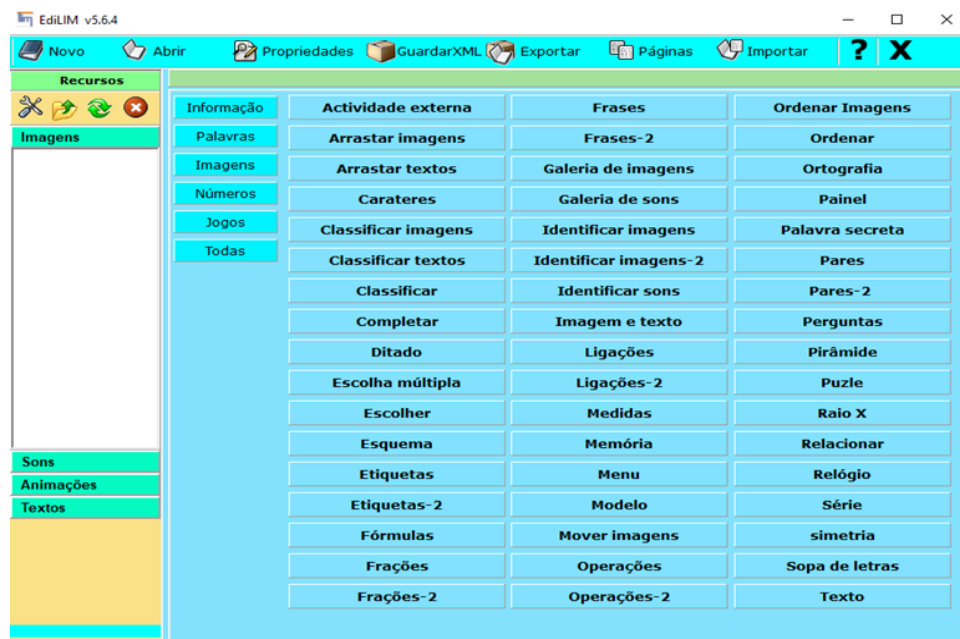 EdiLIM v5.6.4
Novo Abrir Propriedades GuardarXML Exportar Páginas Importar ? X
Recursos
Imagens
Sons
Animações
Textos
Informação
Palavras
Imagens
Números
Jogos
Todas
Actividade externa Frases Ordenar Imagens
Arrastar imagens Frases-2 Ordenar
Arrastar textos Galeria de imagens Ortografia
Carateres Galeria de sons Painel
Classificar imagens Identificar imagens Palavra secreta
Classificar textos Identificar imagens-2 Pares
Classificar Identificar sons Pares-2
Completar Imagem e texto Perguntas
Ditado Ligações Pirâmide
Escolha múltipla Ligações-2 Puzle
Escolher Medidas Raio X
Esquema Memória Relacionar
Etiquetas Menu Relógio
Etiquetas-2 Modelo Série
Fórmulas Mover imagens simetria
Frações Operações Sopa de letras
Frações-2 Operações-2 Texto